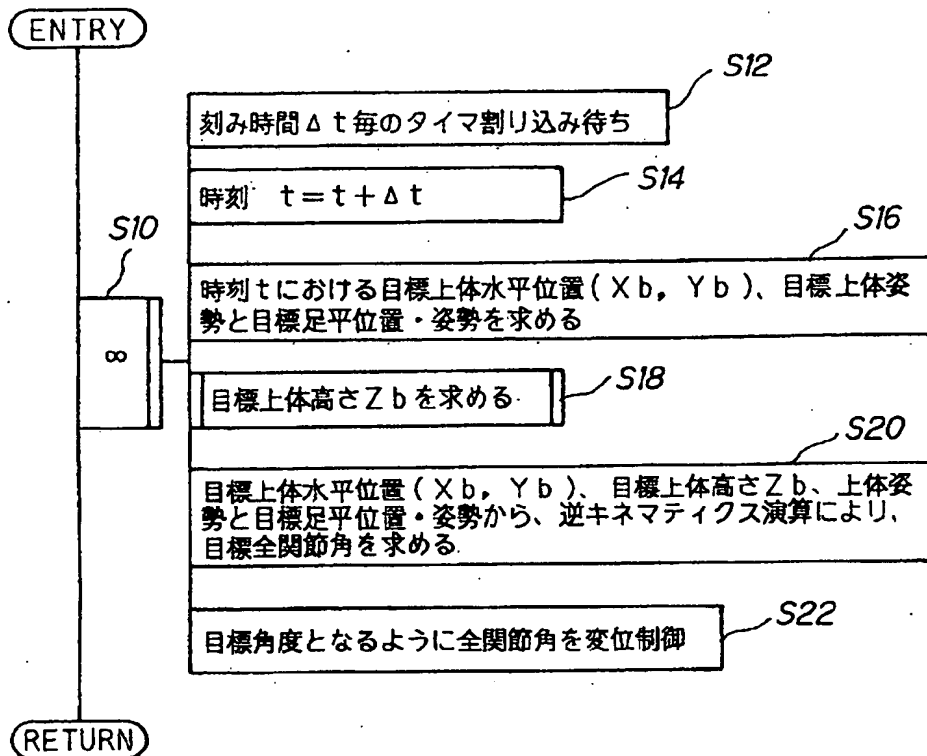 ENTRY
S12
刻み時間Δt毎のタイマ割り込み待ち
S14
時刻 t=t+Δt
S10
∞
S16
時刻tにおける目標上体水平位置(Xb,Yb)、目標上体姿
勢と目標足平位置・姿勢を求める
S18
目標上体高さZbを求める
S20
目標上体水平位置(Xb,Yb)、目標上体高さZb、上体姿
勢と目標足平位置・姿勢から、逆キネマティクス演算により、
目標全関節角を求める
S22
目標角度となるように全関節角を変位制御
RETURN